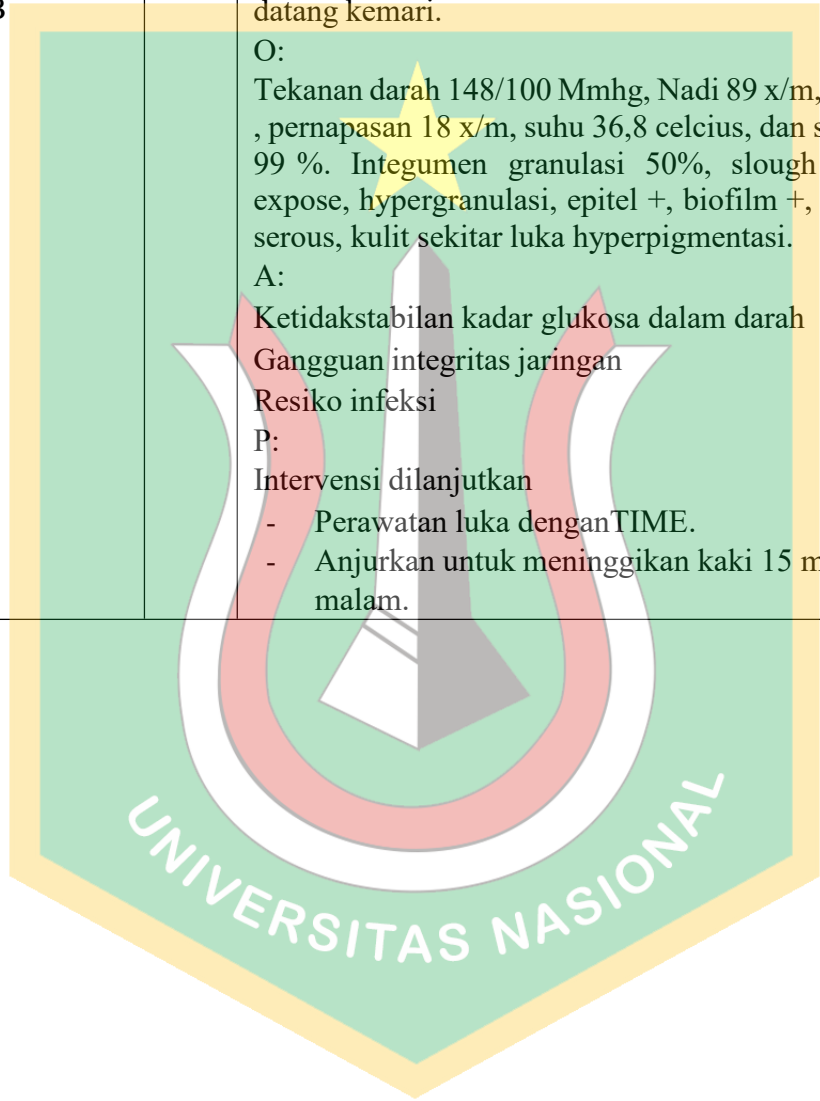 3
datang kemari.
O:
Tekanan darah 148/100 Mmhg, Nadi 89 x/m,
, pernapasan 18 x/m, suhu 36,8 celcius, dan s
99 %. Integumen granulasi 50%, slough
expose, hypergranulasi, epitel +, biofilm +,
serous, kulit sekitar luka hyperpigmentasi.
A:
Ketidakstabilan kadar glukosa dalam darah
Gangguan integritas jaringan
Resiko infeksi
P:
Intervensi dilanjutkan
- Perawatan luka denganTIME.
- Anjurkan untuk meninggikan kaki 15 m
malam.
UNIVERSITAS NASIONAL